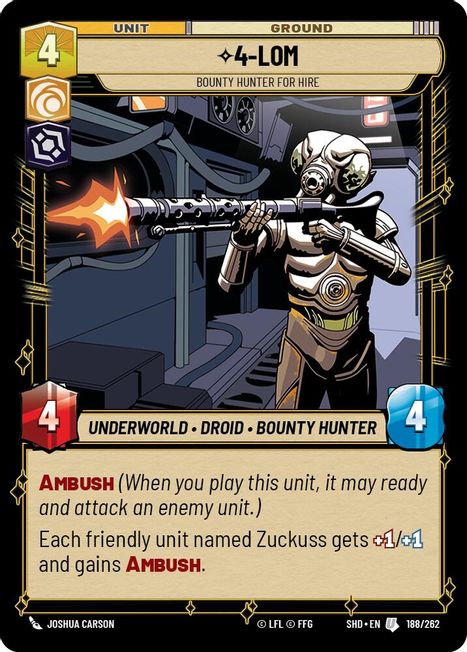 UNIT
GROUND
4
✧4-LOM
BOUNTY HUNTER FOR HIRE
4
UNDERWORLD • DROID • BOUNTY HUNTER
4
AMBUSH (When you play this unit, it may ready
and attack an enemy unit.)
Each friendly unit named Zuckuss gets +1/+1
and gains AMBUSH.
JOSHUA CARSON
© LFL © FFG
SHD • EN
U
188/262